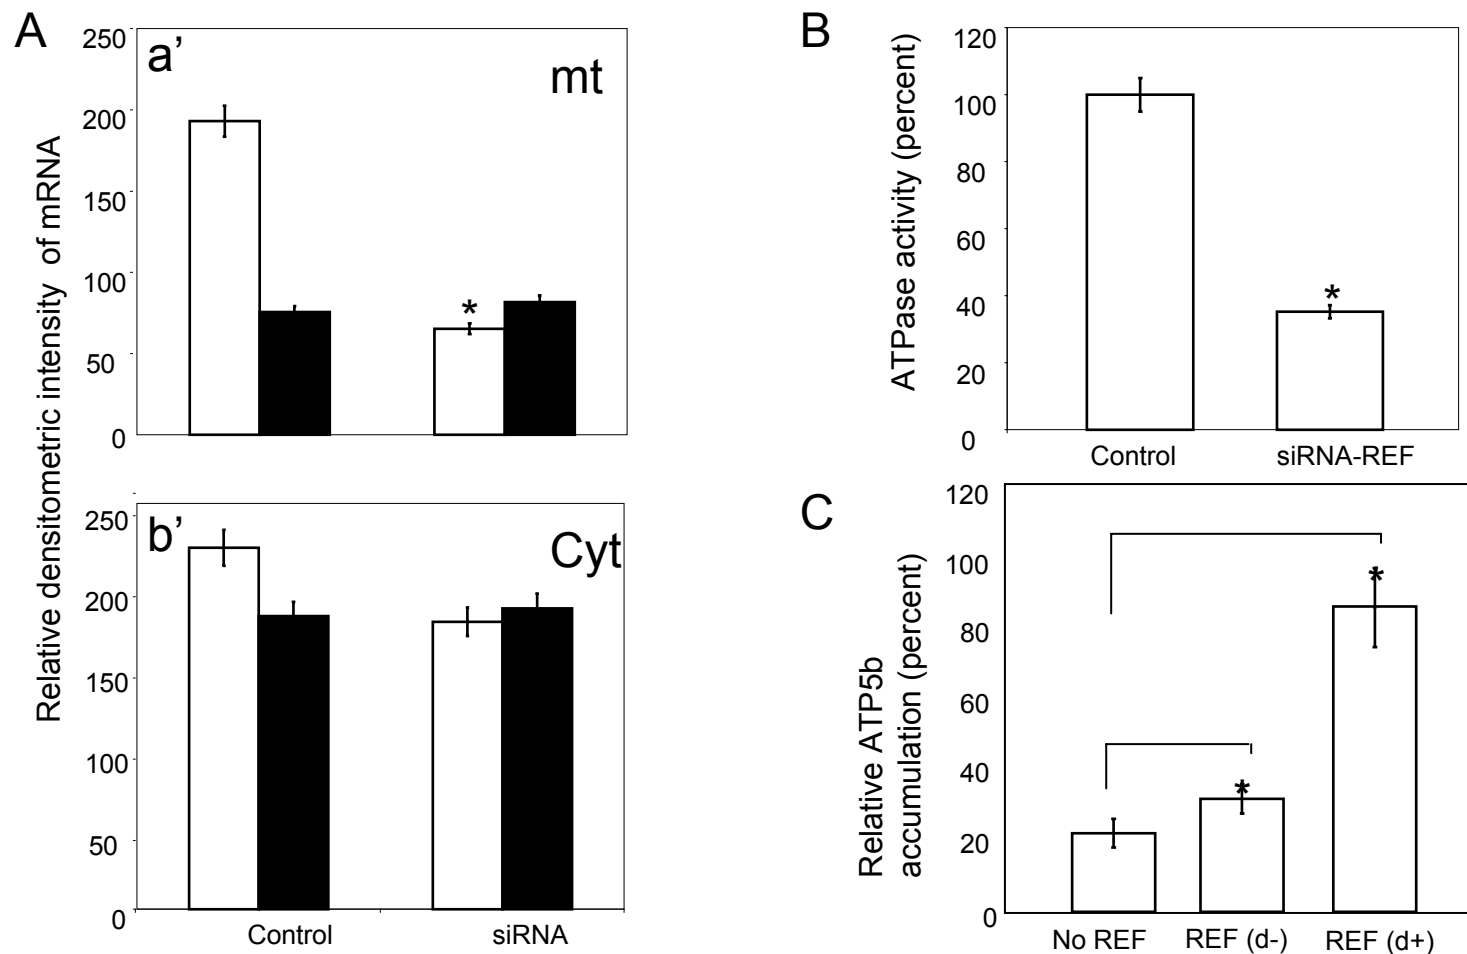 A
Relative densitometric intensity of mRNA
a’
mt
250
200
150
100
50
0
*
b’
Cyt
250
200
150
100
50
0
Control
siRNA
B
ATPase activity (percent)
120
100
80
60
40
20
0
*
Control
siRNA-REF
C
Relative ATP5b
accumulation (percent)
120
100
80
60
40
20
0
*
*
No REF
REF (d-)
REF (d+)